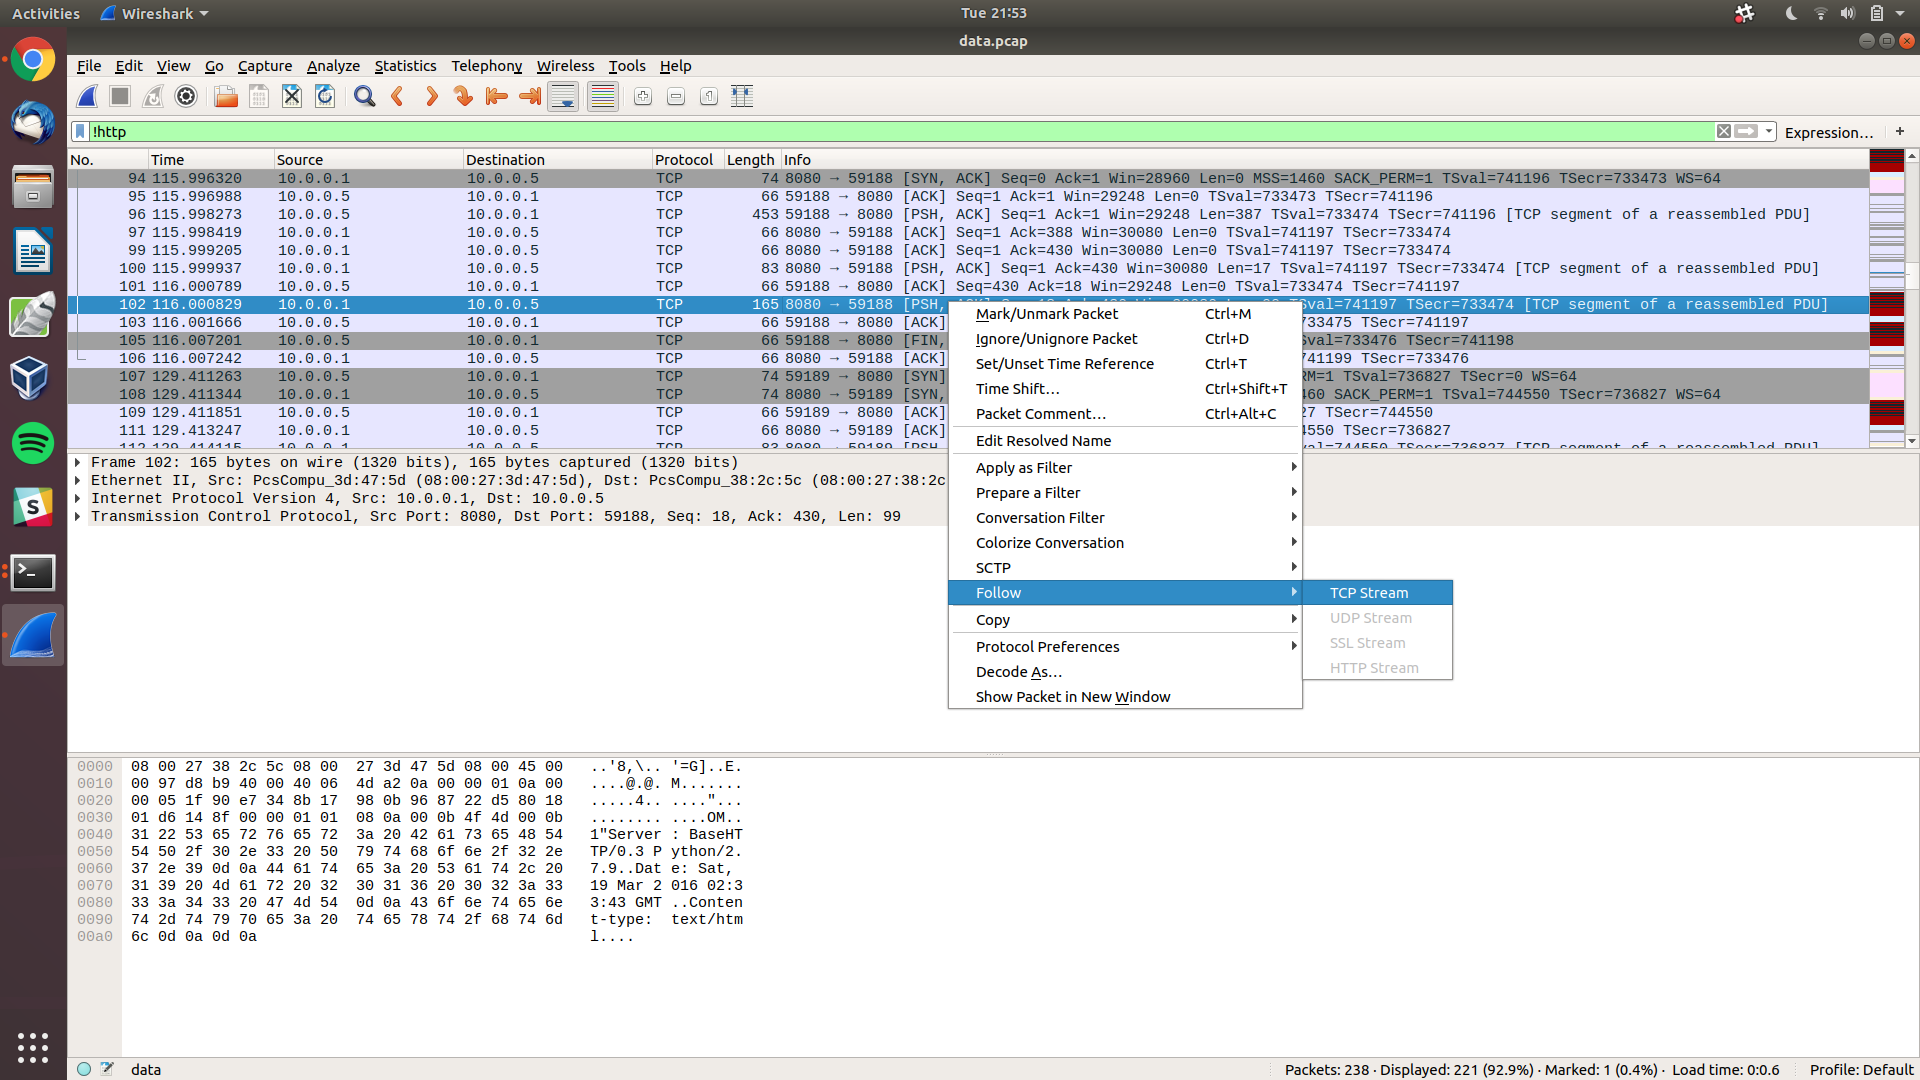 Activities Wireshark Tue 21:53
data.pcap
File Edit View Go Capture Analyze Statistics Telephony Wireless Tools Help
!http Expression… +
No. Time Source Destination Protocol Length Info
94 115.996320 10.0.0.1 10.0.0.5 TCP 74 8080 → 59188 [SYN, ACK] Seq=0 Ack=1 Win=28960 Len=0 MSS=1460 SACK_PERM=1 TSval=741196 TSecr=733473 WS=64
95 115.996988 10.0.0.5 10.0.0.1 TCP 66 59188 → 8080 [ACK] Seq=1 Ack=1 Win=29248 Len=0 TSval=733473 TSecr=741196
96 115.998273 10.0.0.5 10.0.0.1 TCP 453 59188 → 8080 [PSH, ACK] Seq=1 Ack=1 Win=29248 Len=387 TSval=733474 TSecr=741196 [TCP segment of a reassembled PDU]
97 115.998419 10.0.0.1 10.0.0.5 TCP 66 8080 → 59188 [ACK] Seq=1 Ack=388 Win=30080 Len=0 TSval=741197 TSecr=733474
99 115.999205 10.0.0.1 10.0.0.5 TCP 66 8080 → 59188 [ACK] Seq=1 Ack=430 Win=30080 Len=0 TSval=741197 TSecr=733474
100 115.999937 10.0.0.1 10.0.0.5 TCP 83 8080 → 59188 [PSH, ACK] Seq=1 Ack=430 Win=30080 Len=17 TSval=741197 TSecr=733474 [TCP segment of a reassembled PDU]
101 116.000789 10.0.0.5 10.0.0.1 TCP 66 59188 → 8080 [ACK] Seq=430 Ack=18 Win=29248 Len=0 TSval=733474 TSecr=741197
102 116.000829 10.0.0.1 10.0.0.5 TCP 165 8080 → 59188 [PSH, TSval=741197 TSecr=733474 [TCP segment of a reassembled PDU]
103 116.001666 10.0.0.5 10.0.0.1 TCP 66 59188 → 8080 [ACK] 733475 TSecr=741197
105 116.007201 10.0.0.5 10.0.0.1 TCP 66 59188 → 8080 [FIN, =733476 TSecr=741198
106 116.007242 10.0.0.1 10.0.0.5 TCP 66 8080 → 59188 [ACK] 741199 TSecr=733476
107 129.411263 10.0.0.5 10.0.0.1 TCP 74 59189 → 8080 [SYN] RM=1 TSval=736827 TSecr=0 WS=64
108 129.411344 10.0.0.1 10.0.0.5 TCP 74 8080 → 59189 [SYN, 460 SACK_PERM=1 TSval=744550 TSecr=736827 WS=64
109 129.411851 10.0.0.5 10.0.0.1 TCP 66 59189 → 8080 [ACK] 27 TSecr=744550
111 129.413247 10.0.0.1 10.0.0.5 TCP 66 8080 → 59189 [ACK] 4550 TSecr=736827
112 129.414115 10.0.0.1 10.0.0.5 TCP 83 8080 → 59189 [PSH, val=744550 TSecr=736827 [TCP segment of a reassembled PDU]
Mark/Unmark Packet Ctrl+M
Ignore/Unignore Packet Ctrl+D
Set/Unset Time Reference Ctrl+T
Time Shift… Ctrl+Shift+T
Packet Comment… Ctrl+Alt+C
Edit Resolved Name
Apply as Filter
Prepare a Filter
Conversation Filter
Colorize Conversation
SCTP
Follow
Copy
Protocol Preferences
Decode As…
Show Packet in New Window
TCP Stream
UDP Stream
SSL Stream
HTTP Stream
Frame 102: 165 bytes on wire (1320 bits), 165 bytes captured (1320 bits)
Ethernet II, Src: PcsCompu_3d:47:5d (08:00:27:3d:47:5d), Dst: PcsCompu_38:2c:5c (08:00:27:38:2c
Internet Protocol Version 4, Src: 10.0.0.1, Dst: 10.0.0.5
Transmission Control Protocol, Src Port: 8080, Dst Port: 59188, Seq: 18, Ack: 430, Len: 99
0000 08 00 27 38 2c 5c 08 00 27 3d 47 5d 08 00 45 00 ..'8,\.. '=G]..E.
0010 00 97 d8 b9 40 00 40 06 4d a2 0a 00 00 01 0a 00 ....@.@. M.......
0020 00 05 1f 90 e7 34 8b 17 98 0b 96 87 22 d5 80 18 .....4.. ...."...
0030 01 d6 14 8f 00 00 01 01 08 0a 00 0b 4f 4d 00 0b ........ ....OM..
0040 31 22 53 65 72 76 65 72 3a 20 42 61 73 65 48 54 1"Server : BaseHT
0050 54 50 2f 30 2e 33 20 50 79 74 68 6f 6e 2f 32 2e TP/0.3 P ython/2.
0060 37 2e 39 0d 0a 44 61 74 65 3a 20 53 61 74 2c 20 7.9..Dat e: Sat,
0070 31 39 20 4d 61 72 20 32 30 31 36 20 30 32 3a 33 19 Mar 2 016 02:3
0080 33 3a 34 33 20 47 4d 54 0d 0a 43 6f 6e 74 65 6e 3:43 GMT ..Conten
0090 74 2d 74 79 70 65 3a 20 74 65 78 74 2f 68 74 6d t-type: text/htm
00a0 6c 0d 0a 0d 0a l....
data Packets: 238 · Displayed: 221 (92.9%) · Marked: 1 (0.4%) · Load time: 0:0.6 Profile: Default